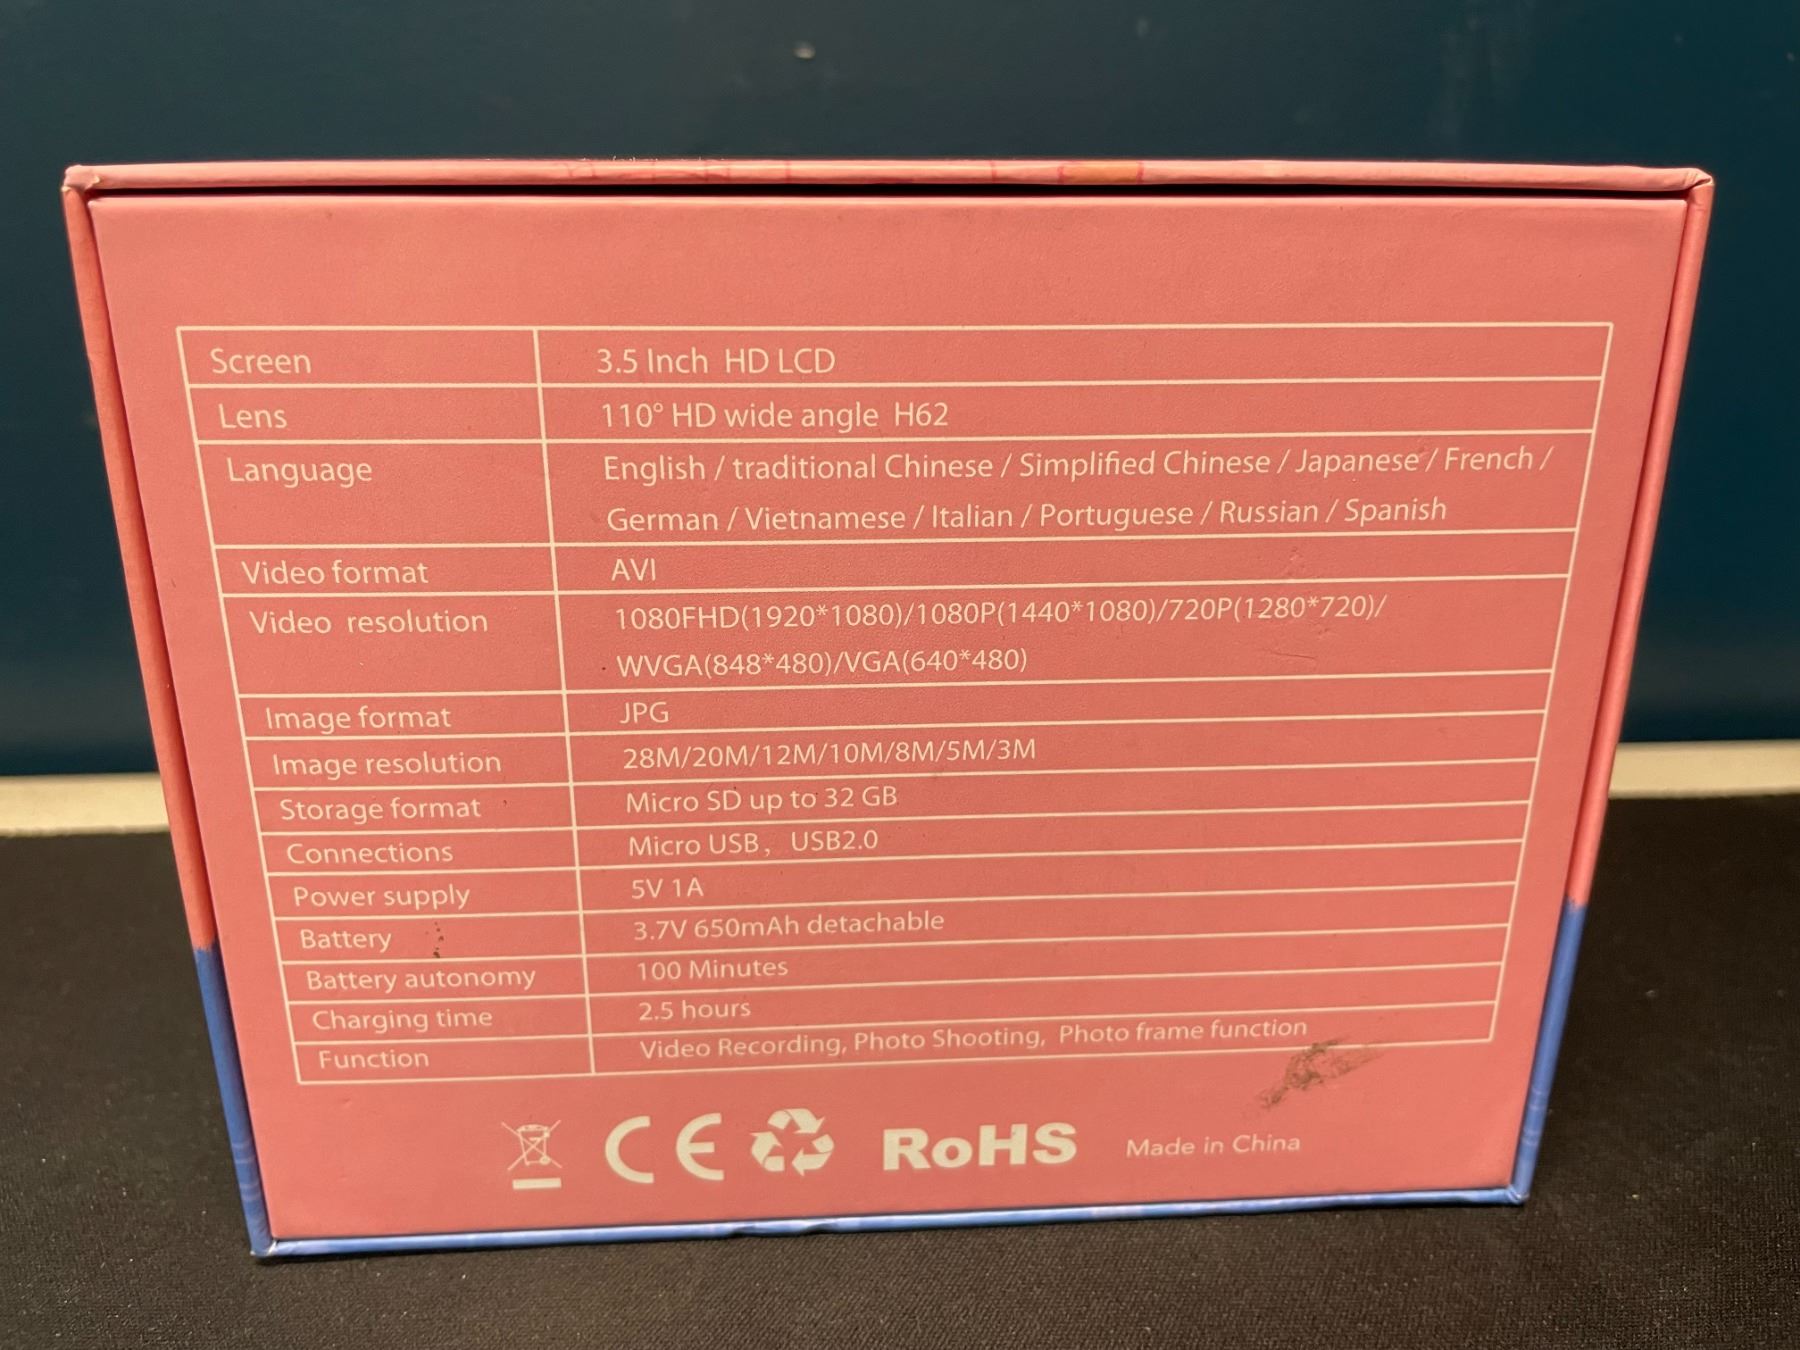 Screen 3.5 Inch HD LCD
Lens 110° HD wide angle H62
Language English / traditional Chinese / Simplified Chinese / Japanese / French /
German / Vietnamese / Italian / Portuguese / Russian / Spanish
Video format AVI
Video resolution 1080FHD(1920*1080)/1080P(1440*1080)/720P(1280*720)/
WVGA(848*480)/VGA(640*480)
Image format JPG
Image resolution 28M/20M/12M/10M/8M/5M/3M
Storage format Micro SD up to 32 GB
Connections Micro USB, USB2.0
Power supply 5V 1A
Battery 3.7V 650mAh detachable
Battery autonomy 100 Minutes
Charging time 2.5 hours
Function Video Recording, Photo Shooting, Photo frame function
CE RoHS Made in China